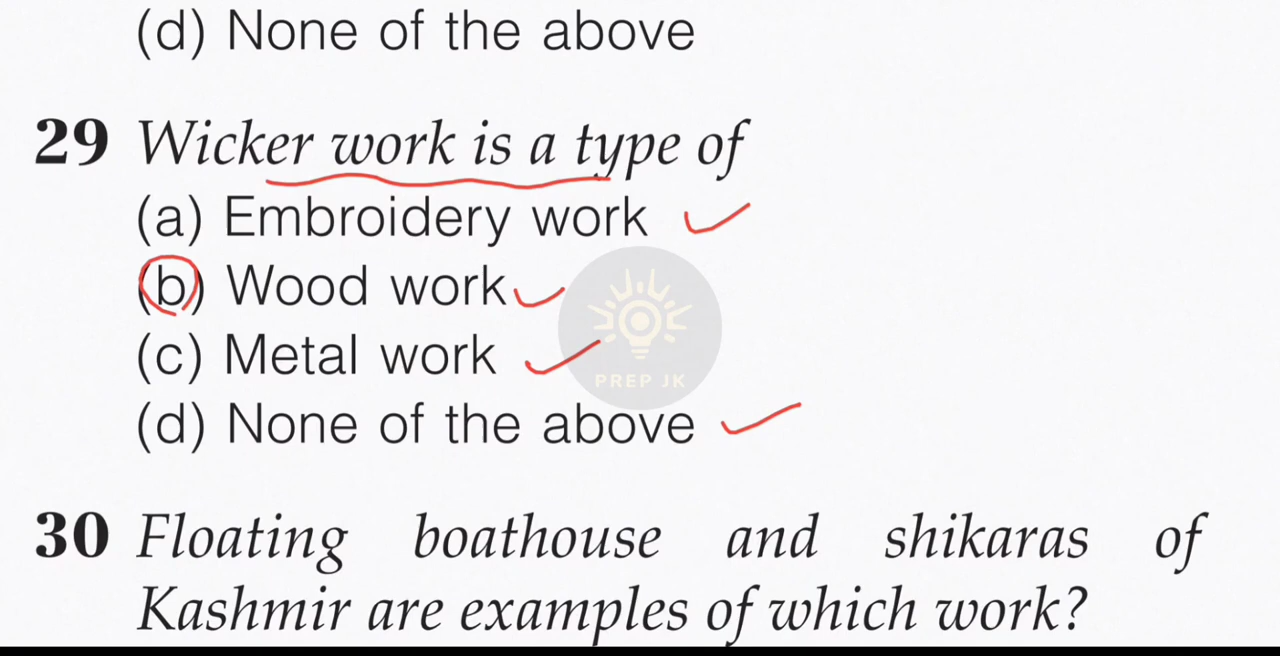 (d) None of the above
29 Wicker work is a type of
(a) Embroidery work
(b) Wood work
(c) Metal work
PREP JK
(d) None of the above
30 Floating boathouse and shikaras of
Kashmir are examples of which work?